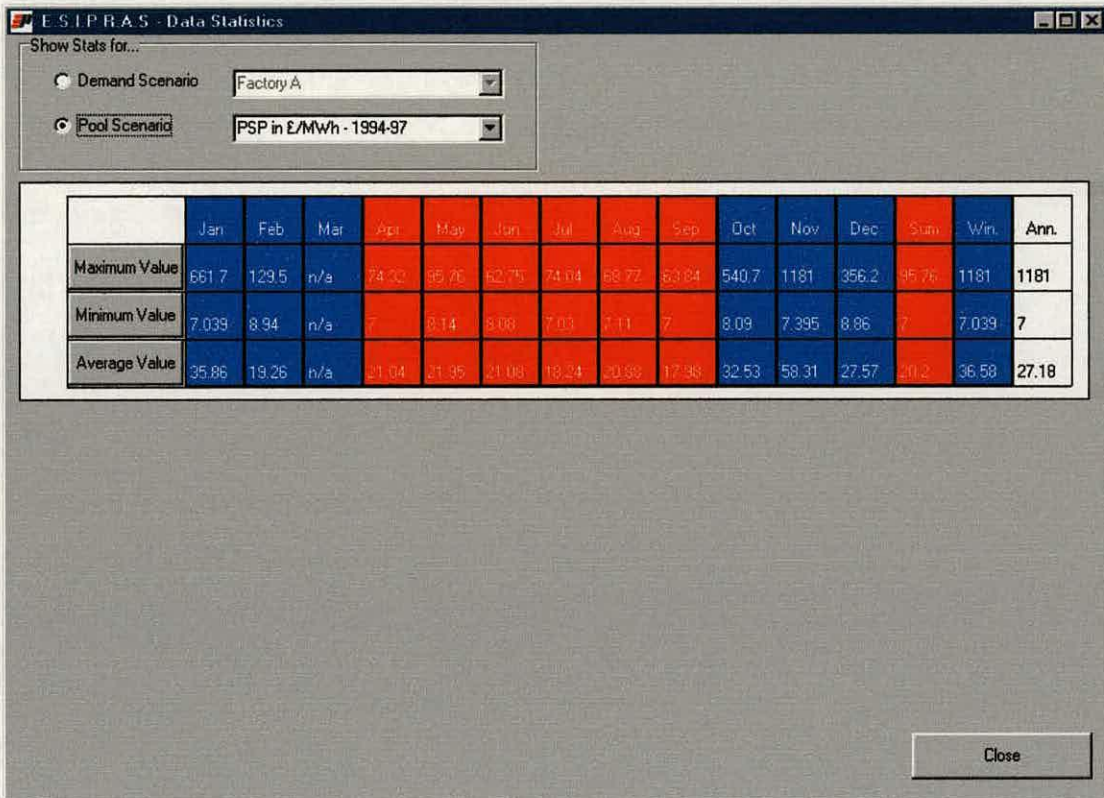 E.S.I.P.R.A.S - Data Statistics
Show Stats for...
Demand Scenario Factory A
Pool Scenario PSP in £/MWh - 1994-97
Jan Feb Mar Apr May Jun Jul Aug Sep Oct Nov Dec Sum Win. Ann.
Maximum Value 661.7 129.5 n/a 74.32 95.76 62.75 74.04 68.77 63.84 540.7 1181 356.2 95.76 1181 1181
Minimum Value 7.039 8.94 n/a 7 8.14 8.08 7.03 7.11 7 8.09 7.395 8.86 7 7.039 7
Average Value 35.86 19.26 n/a 21.04 21.95 21.08 18.24 20.88 17.98 32.53 58.31 27.57 20.2 36.58 27.18
Close